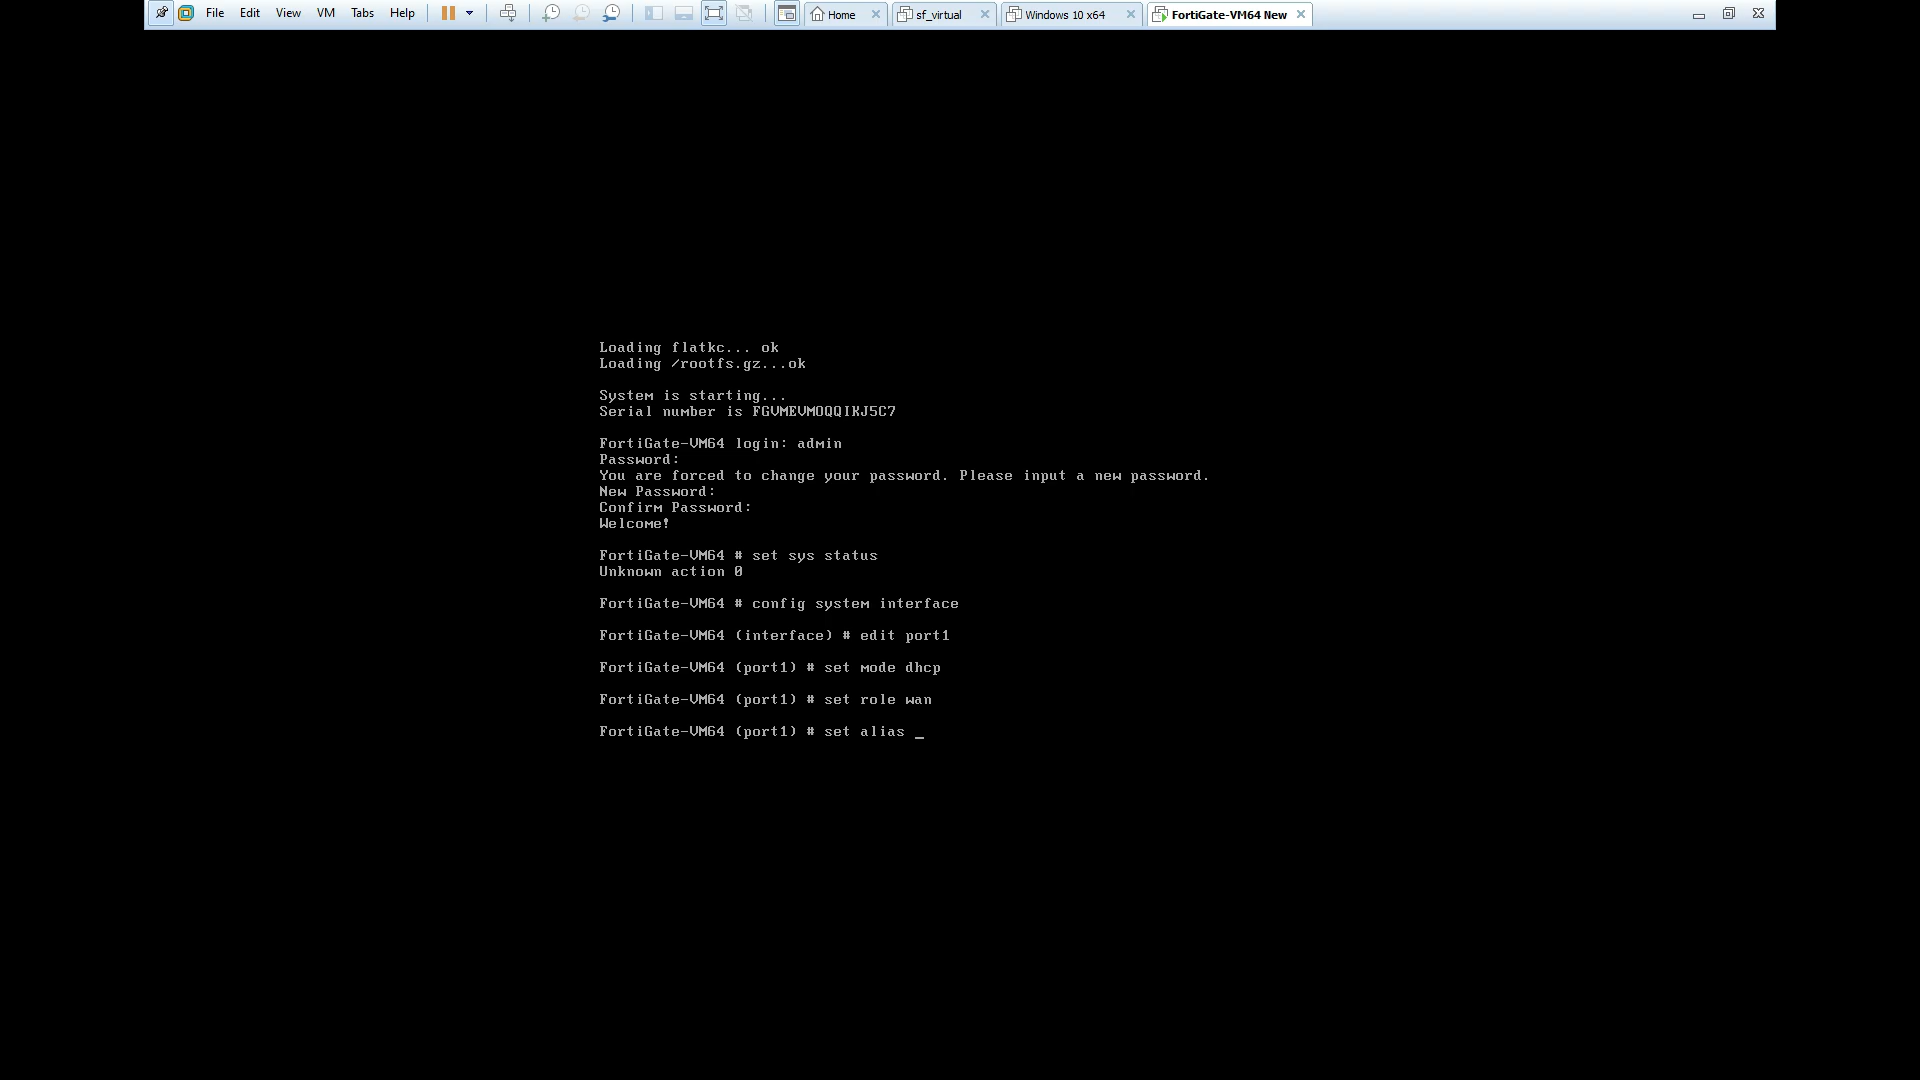 File Edit View VM Tabs Help Home sf_virtual Windows 10 x64 FortiGate-VM64 New
Loading flatkc... ok
Loading /rootfs.gz...ok
System is starting...
Serial number is FGVMEVMOQQIKJ5C7
FortiGate-VM64 login: admin
Password:
You are forced to change your password. Please input a new password.
New Password:
Confirm Password:
Welcome!
FortiGate-VM64 # set sys status
Unknown action 0
FortiGate-VM64 # config system interface
FortiGate-VM64 (interface) # edit port1
FortiGate-VM64 (port1) # set mode dhcp
FortiGate-VM64 (port1) # set role wan
FortiGate-VM64 (port1) # set alias _